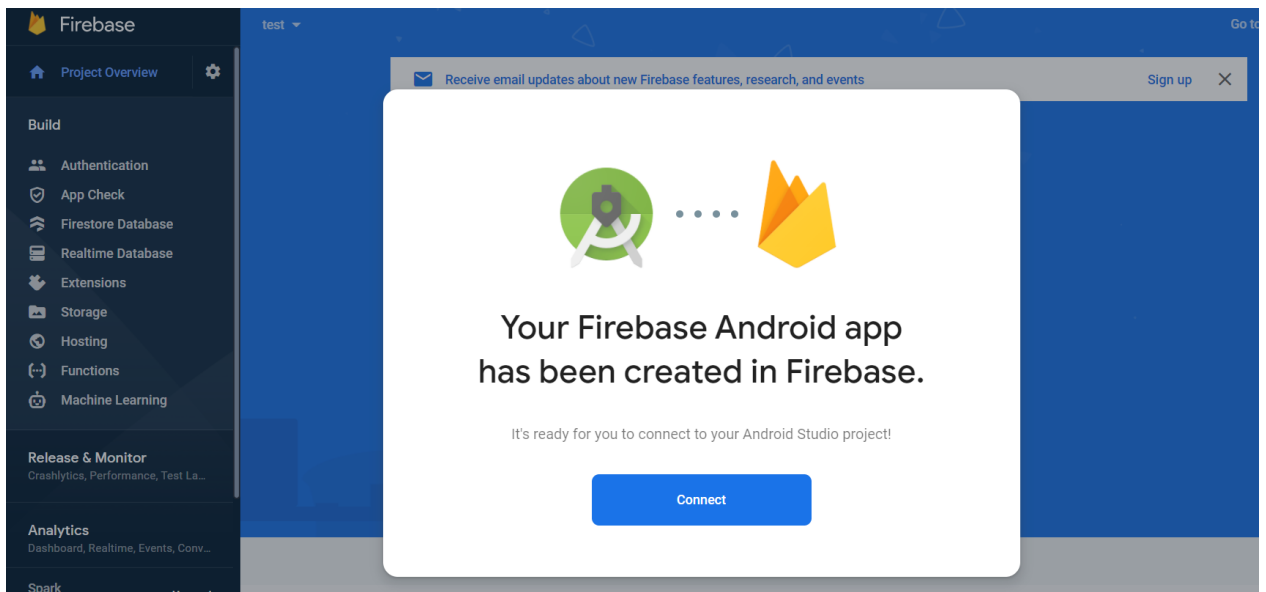 Firebase
test
Go to
Project Overview
Receive email updates about new Firebase features, research, and events
Sign up
Build
Authentication
App Check
Firestore Database
Realtime Database
Extensions
Storage
Hosting
Functions
Machine Learning
Release & Monitor
Crashlytics, Performance, Test La...
Analytics
Dashboard, Realtime, Events, Conv...
Spark
Your Firebase Android app
has been created in Firebase.
It's ready for you to connect to your Android Studio project!
Connect